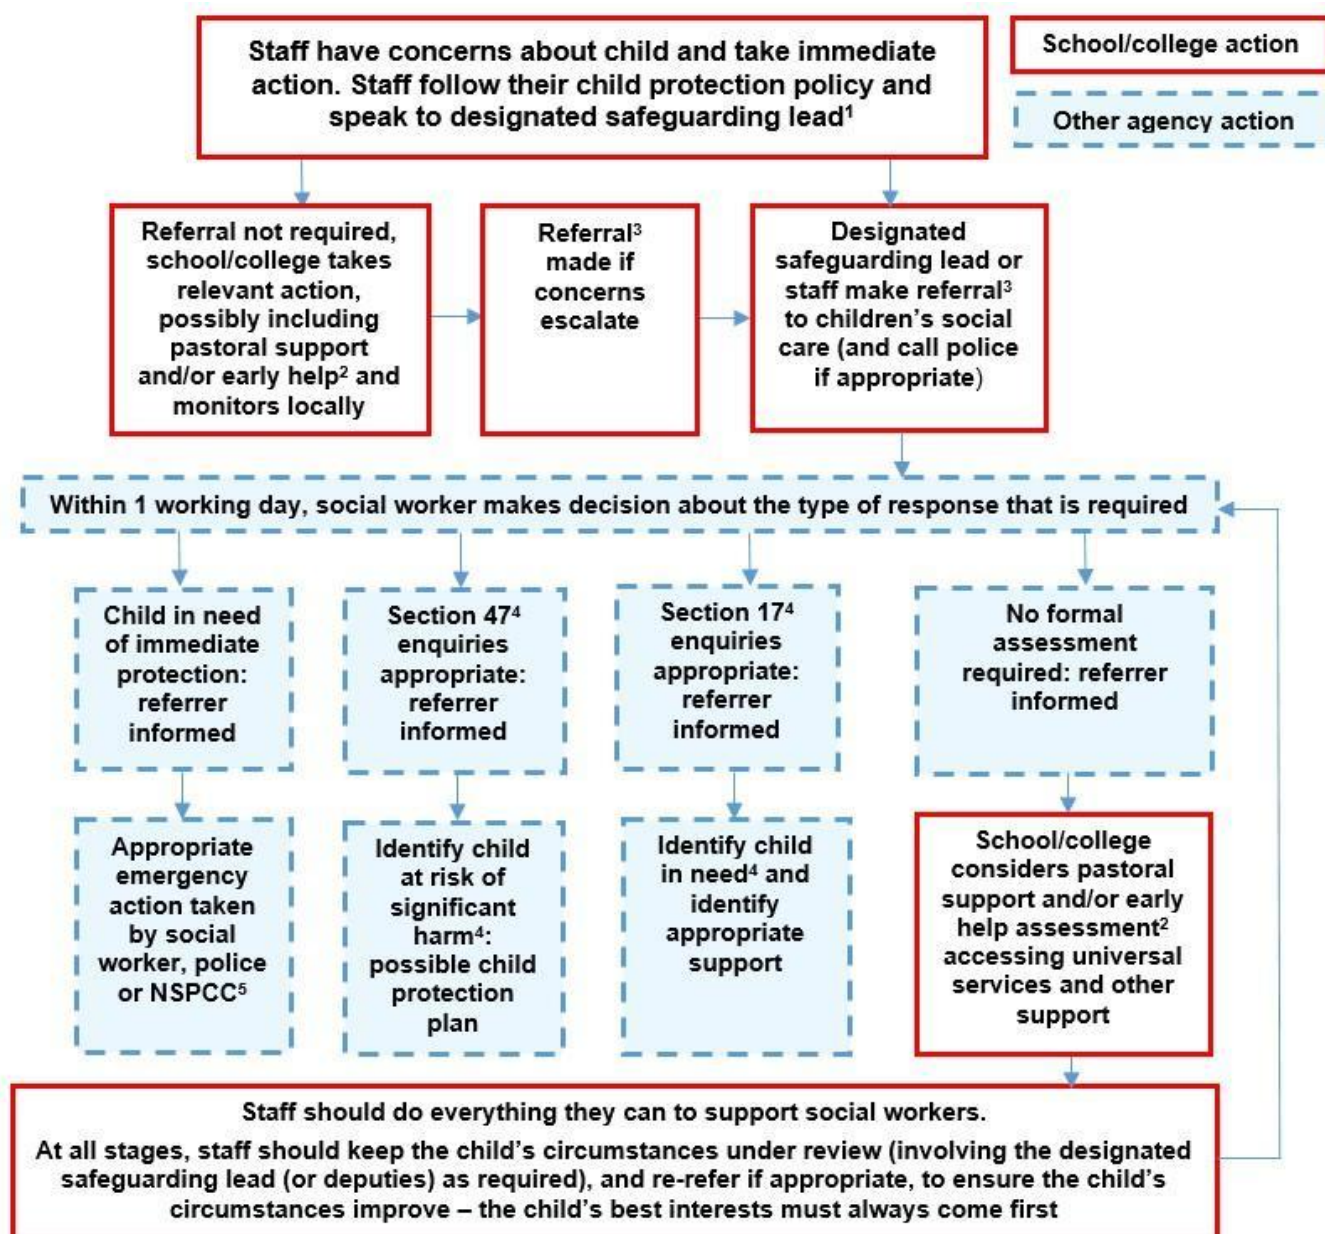 Staff have concerns about child and take immediate
action. Staff follow their child protection policy and
speak to designated safeguarding lead¹
School/college action
Other agency action
Referral not required,
school/college takes
relevant action,
possibly including
pastoral support
and/or early help² and
monitors locally
Referral³
made if
concerns
escalate
Designated
safeguarding lead or
staff make referral³
to children’s social
care (and call police
if appropriate)
Within 1 working day, social worker makes decision about the type of response that is required
Child in need
of immediate
protection:
referrer
informed
Section 47⁴
enquiries
appropriate:
referrer
informed
Section 17⁴
enquiries
appropriate:
referrer
informed
No formal
assessment
required: referrer
informed
Appropriate
emergency
action taken
by social
worker, police
or NSPCC⁵
Identify child
at risk of
significant
harm⁴:
possible child
protection
plan
Identify child
in need⁴ and
identify
appropriate
support
School/college
considers pastoral
support and/or early
help assessment²
accessing universal
services and other
support
Staff should do everything they can to support social workers.
At all stages, staff should keep the child’s circumstances under review (involving the designated
safeguarding lead (or deputies) as required), and re-refer if appropriate, to ensure the child’s
circumstances improve – the child’s best interests must always come first